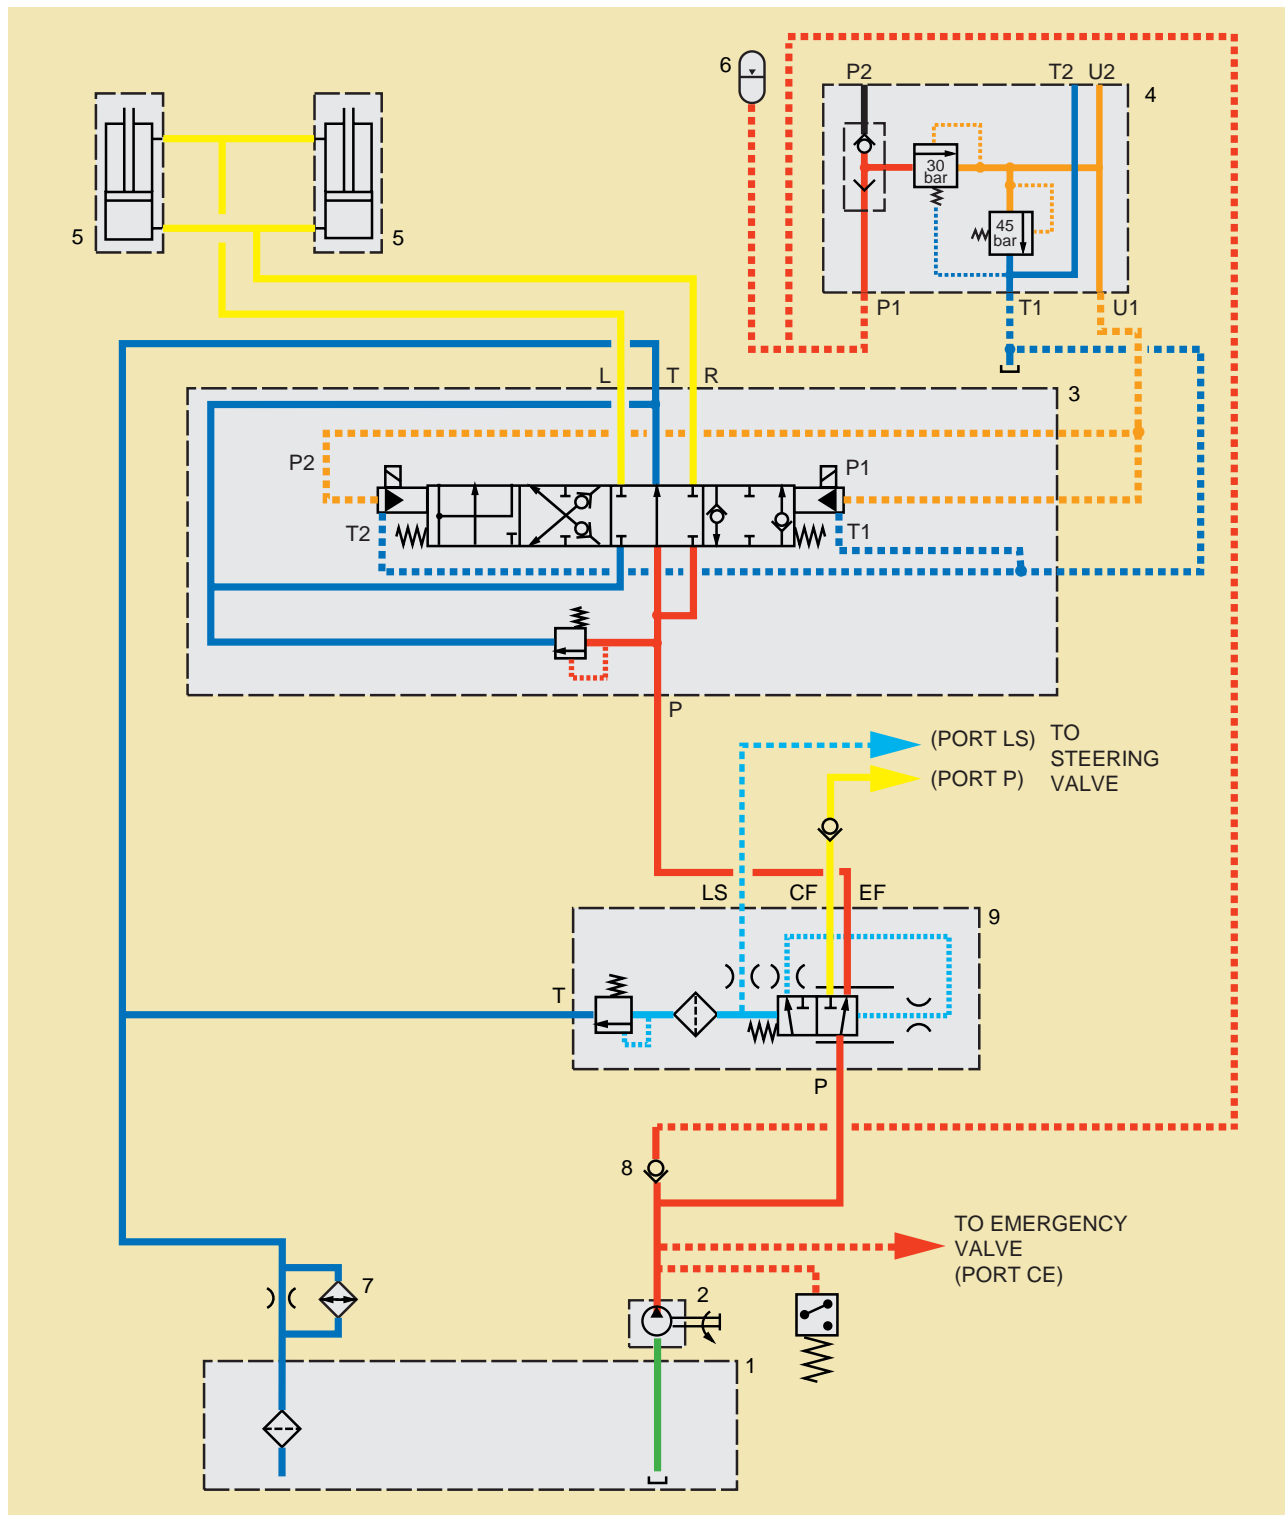 6
P2
T2 U2
4
30
bar
45
bar
5
5
P1
T1
U1
L
T
R
3
P2
P1
T2
T1
P
(PORT LS)
(PORT P)
TO
STEERING
VALVE
LS
CF
EF
9
T
P
8
TO EMERGENCY
VALVE
(PORT CE)
7
2
1